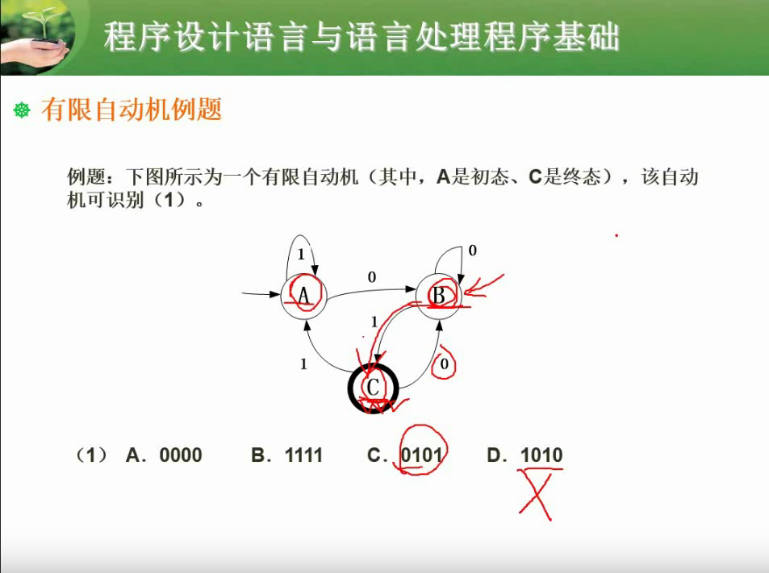 程序设计语言与语言处理程序基础
有限自动机例题
例题：下图所示为一个有限自动机（其中，A是初态、C是终态），该自动
机可识别（1）。
1
0
A
0
B
1
1
0
C
（1） A．0000 B．1111 C．0101 D．1010